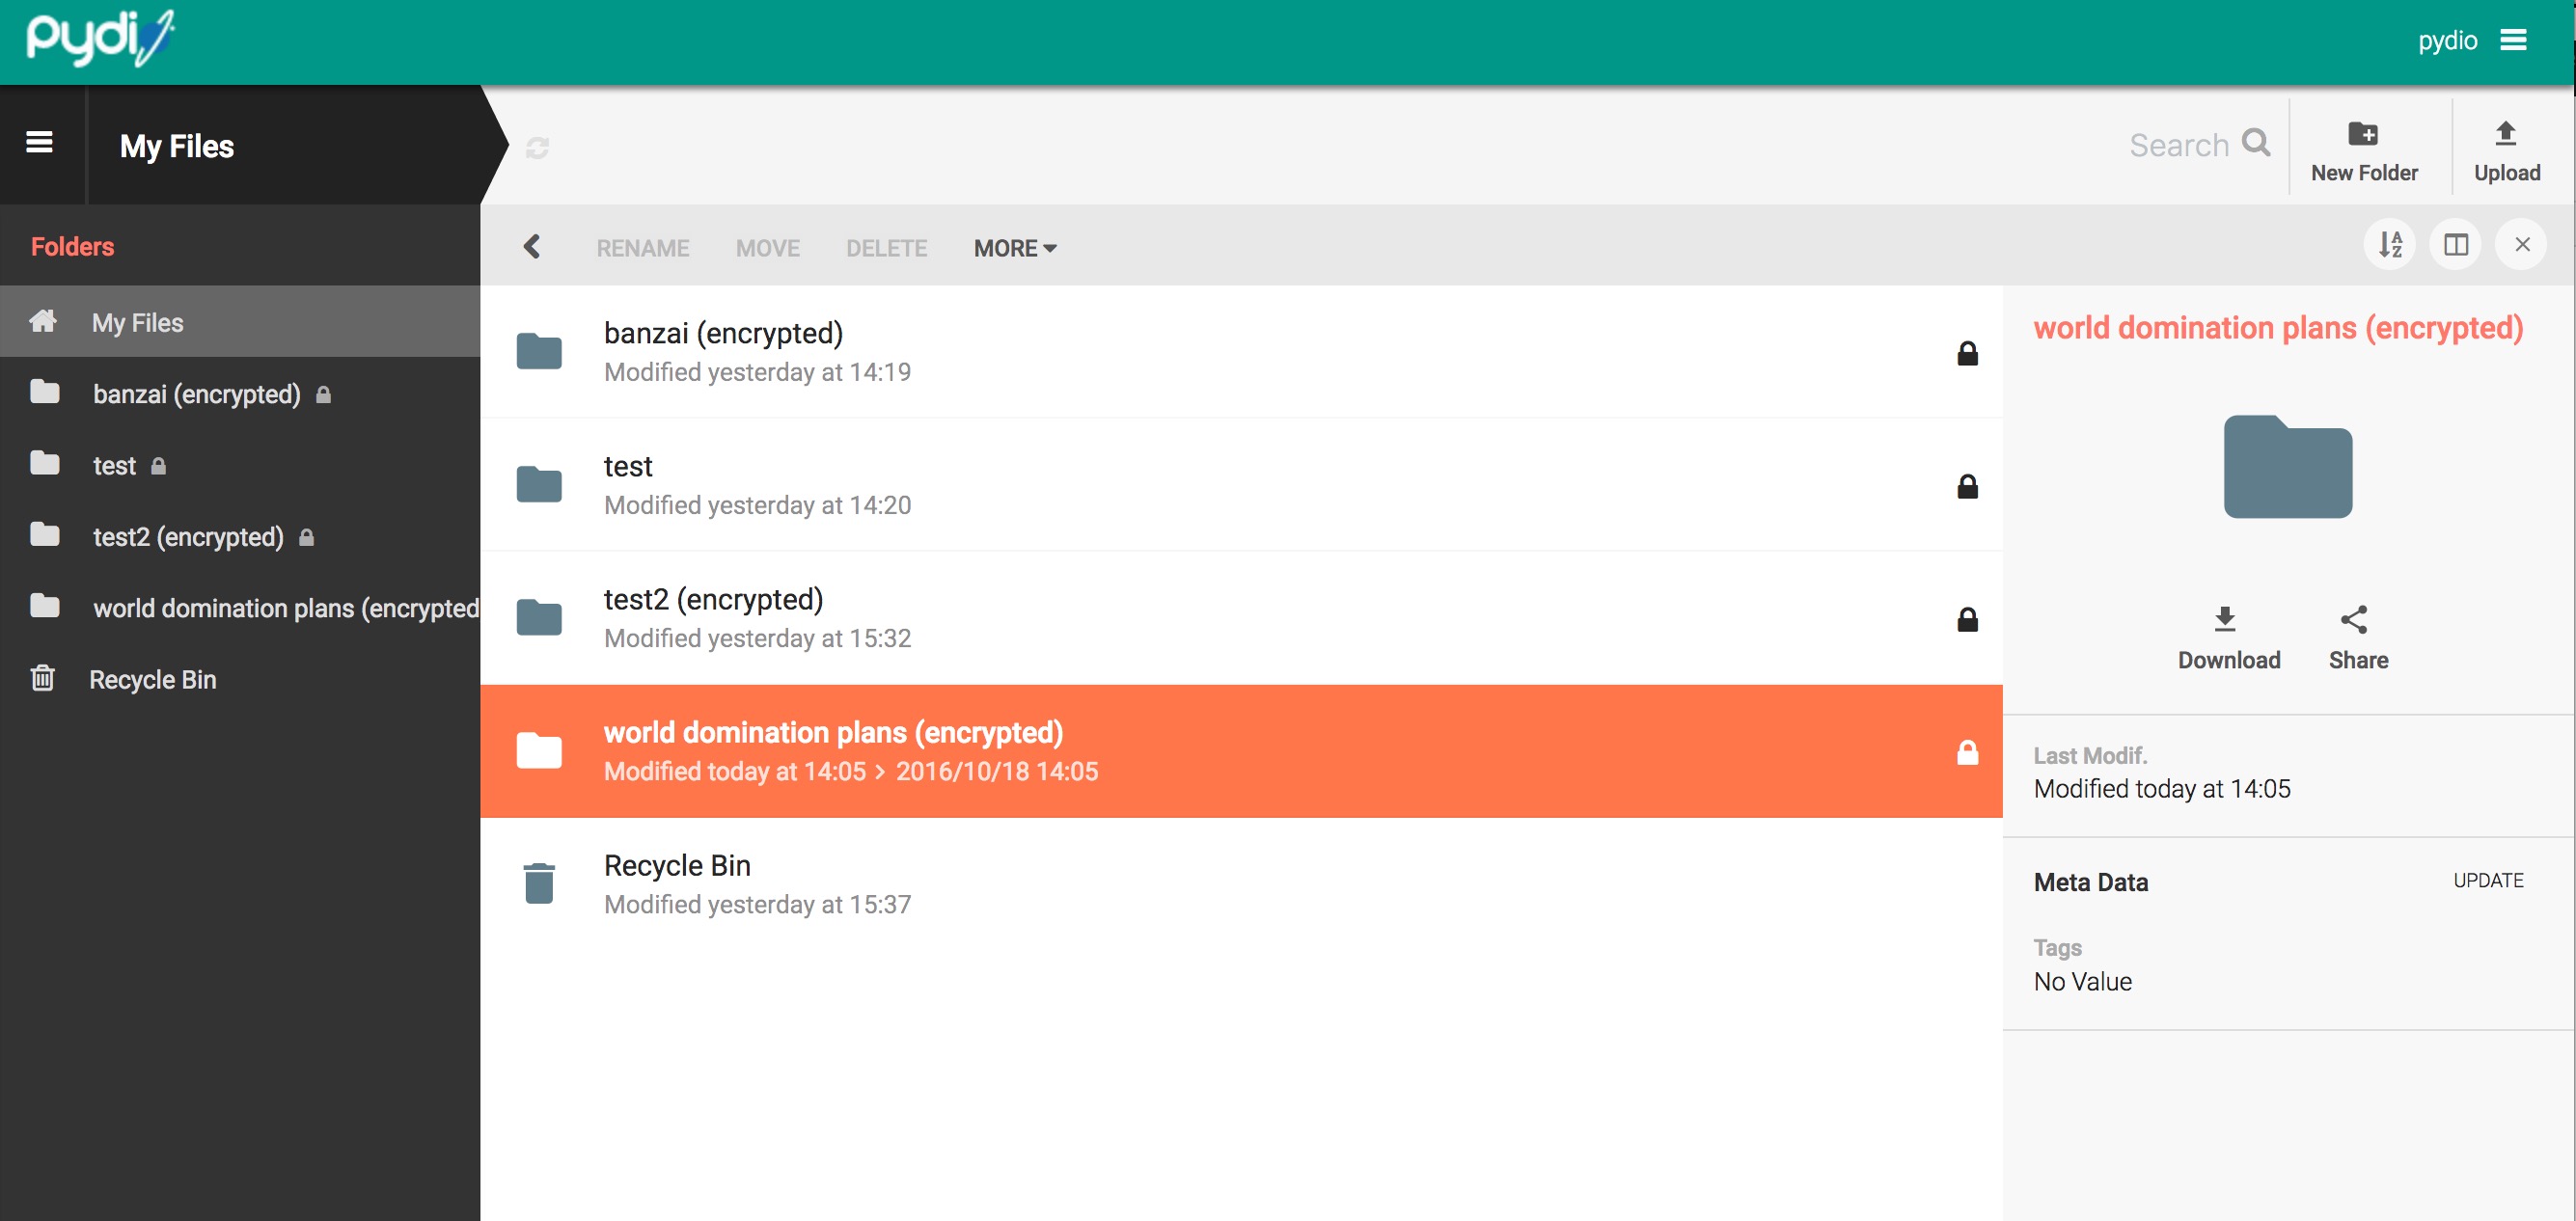 pydio
pydio
My Files
Search
New Folder
Upload
Folders
RENAME MOVE DELETE MORE
My Files
banzai (encrypted)
test
test2 (encrypted)
world domination plans (encrypted
Recycle Bin
banzai (encrypted)
Modified yesterday at 14:19
test
Modified yesterday at 14:20
test2 (encrypted)
Modified yesterday at 15:32
world domination plans (encrypted)
Modified today at 14:05 > 2016/10/18 14:05
Recycle Bin
Modified yesterday at 15:37
world domination plans (encrypted)
Download Share
Last Modif.
Modified today at 14:05
Meta Data UPDATE
Tags
No Value